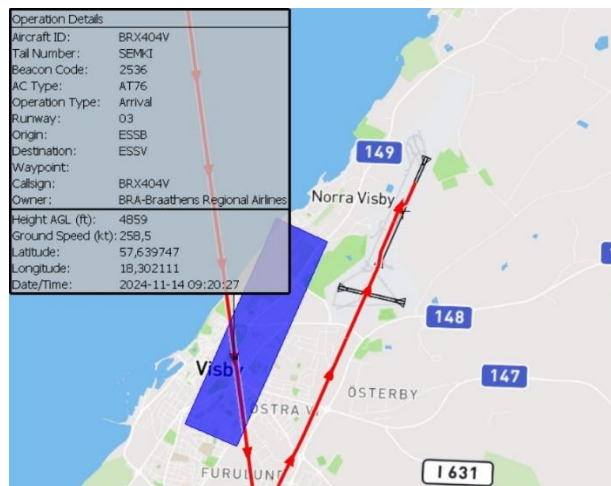 Operation Details
Aircraft ID: BRX404V
Tail Number: SEMKI
Beacon Code: 2536
AC Type: AT76
Operation Type: Arrival
Runway: 03
Origin: ESSB
Destination: ESSV
Waypoint:
Callsign: BRX404V
Owner: BRA-Braathens Regional Airlines
Height AGL (ft): 4859
Ground Speed (kt): 258,5
Latitude: 57,639747
Longitude: 18,302111
Date/Time: 2024-11-14 09:20:27
149
Norra Visby
148
Visby
147
ÖSTERBY
ÖSTRA V
FURULUND
I 631